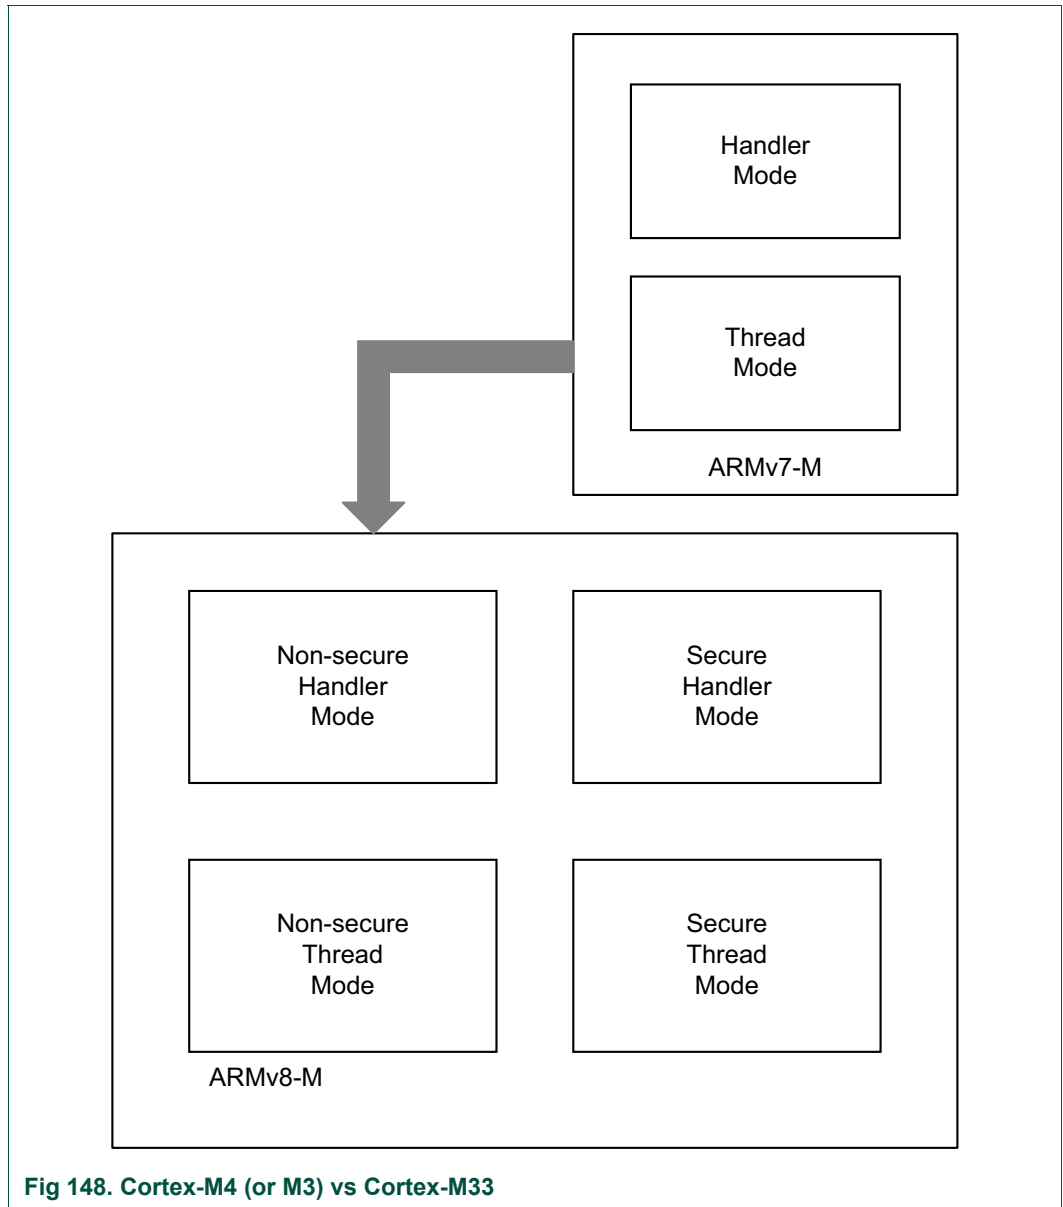 Handler
Mode
Thread
Mode
ARMv7-M
Non-secure
Handler
Mode
Secure
Handler
Mode
Non-secure
Thread
Mode
Secure
Thread
Mode
ARMv8-M
Fig 148. Cortex-M4 (or M3) vs Cortex-M33